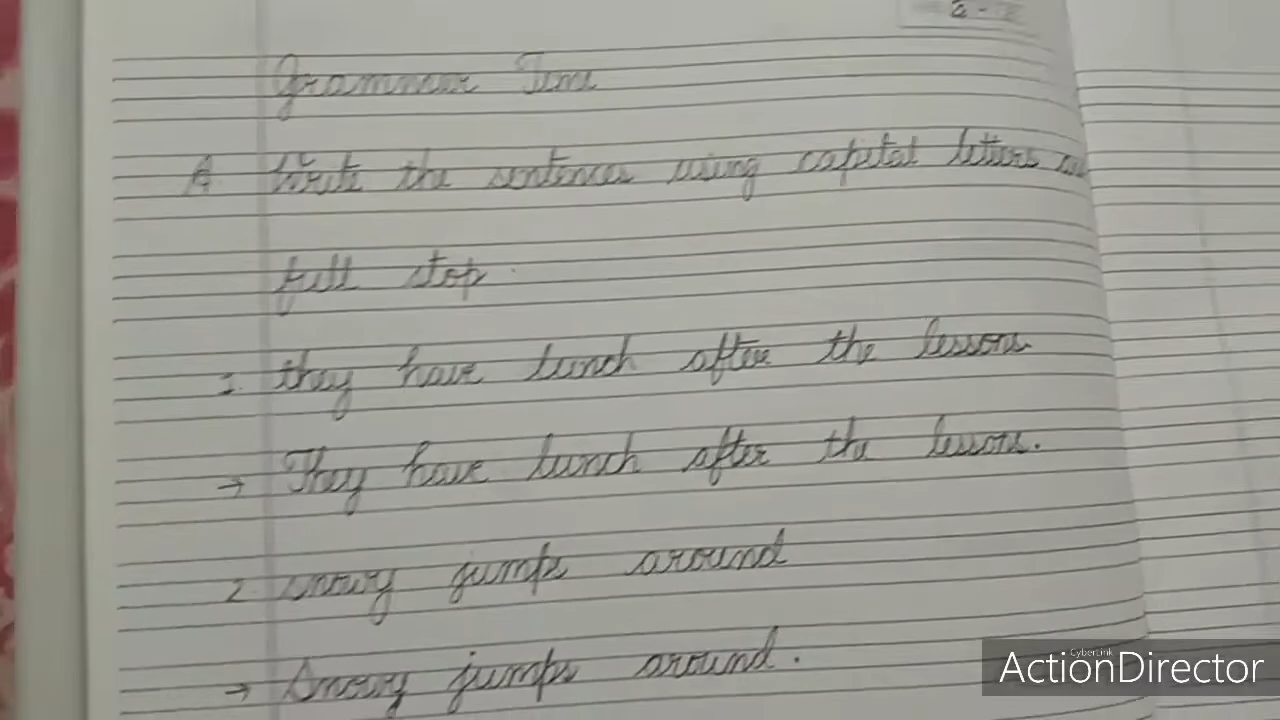 Grammar Time
A. Write the sentences using capital letters
full stop.
1. they have lunch after the lessons
→ They have lunch after the lessons.
2. snowy jumps around
→ Snowy jumps around.
CyberLink
ActionDirector